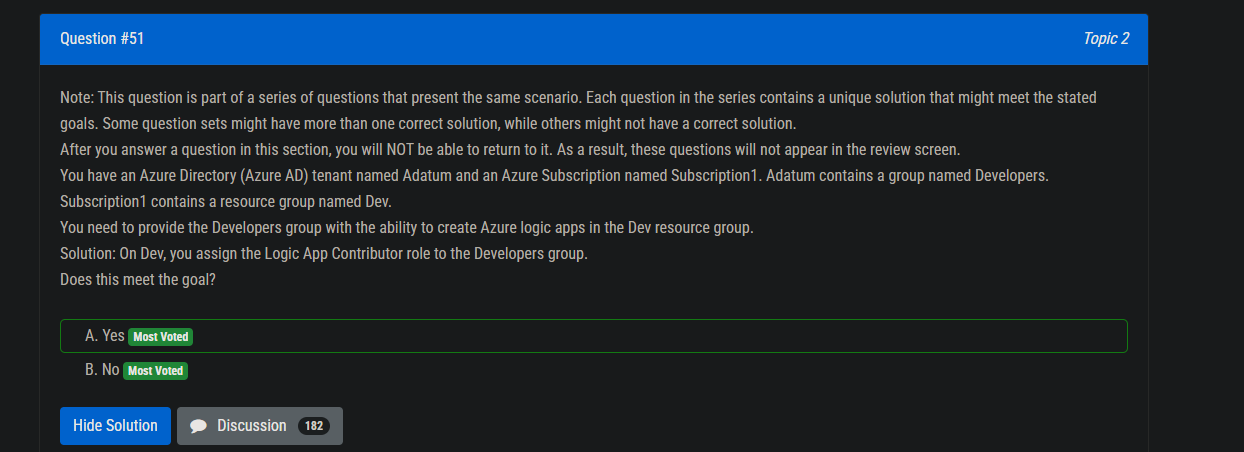 Question #51
Topic 2
Note: This question is part of a series of questions that present the same scenario. Each question in the series contains a unique solution that might meet the stated
goals. Some question sets might have more than one correct solution, while others might not have a correct solution.
After you answer a question in this section, you will NOT be able to return to it. As a result, these questions will not appear in the review screen.
You have an Azure Directory (Azure AD) tenant named Adatum and an Azure Subscription named Subscription1. Adatum contains a group named Developers.
Subscription1 contains a resource group named Dev.
You need to provide the Developers group with the ability to create Azure logic apps in the Dev resource group.
Solution: On Dev, you assign the Logic App Contributor role to the Developers group.
Does this meet the goal?
A. Yes Most Voted
B. No Most Voted
Hide Solution Discussion 182